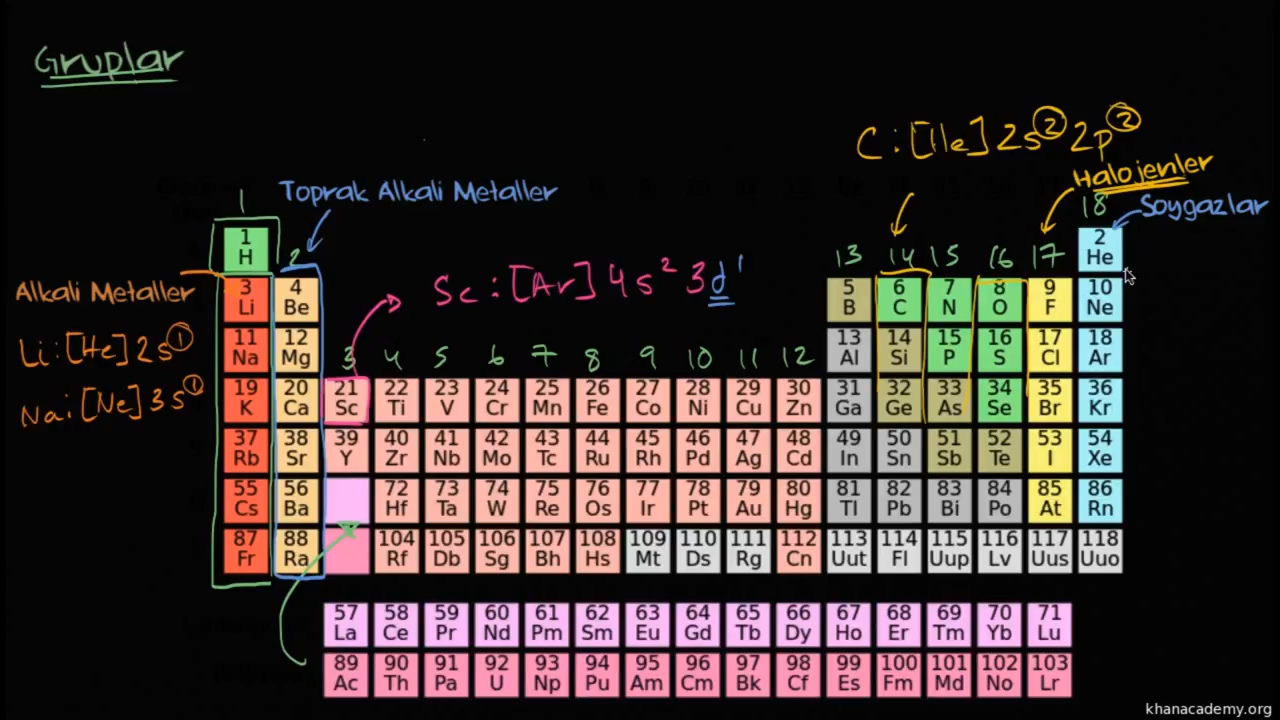 Gruplar
C : [He] 2s² 2p²
Halojenler
1
Toprak Alkali Metaller
18
Soygazlar
1 H
2
13 14 15 16 17
2 He
Alkali Metaller
Sc : [Ar] 4s² 3d¹
3 Li 4 Be 5 B 6 C 7 N 8 O 9 F 10 Ne
Li : [He] 2s¹
11 Na 12 Mg 3 4 5 6 7 8 9 10 11 12 13 Al 14 Si 15 P 16 S 17 Cl 18 Ar
Na : [Ne] 3s¹
19 K 20 Ca 21 Sc 22 Ti 23 V 24 Cr 25 Mn 26 Fe 27 Co 28 Ni 29 Cu 30 Zn 31 Ga 32 Ge 33 As 34 Se 35 Br 36 Kr
37 Rb 38 Sr 39 Y 40 Zr 41 Nb 42 Mo 43 Tc 44 Ru 45 Rh 46 Pd 47 Ag 48 Cd 49 In 50 Sn 51 Sb 52 Te 53 I 54 Xe
55 Cs 56 Ba 72 Hf 73 Ta 74 W 75 Re 76 Os 77 Ir 78 Pt 79 Au 80 Hg 81 Tl 82 Pb 83 Bi 84 Po 85 At 86 Rn
87 Fr 88 Ra 104 Rf 105 Db 106 Sg 107 Bh 108 Hs 109 Mt 110 Ds 111 Rg 112 Cn 113 Uut 114 Fl 115 Uup 116 Lv 117 Uus 118 Uuo
57 La 58 Ce 59 Pr 60 Nd 61 Pm 62 Sm 63 Eu 64 Gd 65 Tb 66 Dy 67 Ho 68 Er 69 Tm 70 Yb 71 Lu
89 Ac 90 Th 91 Pa 92 U 93 Np 94 Pu 95 Am 96 Cm 97 Bk 98 Cf 99 Es 100 Fm 101 Md 102 No 103 Lr
khanacademy.org